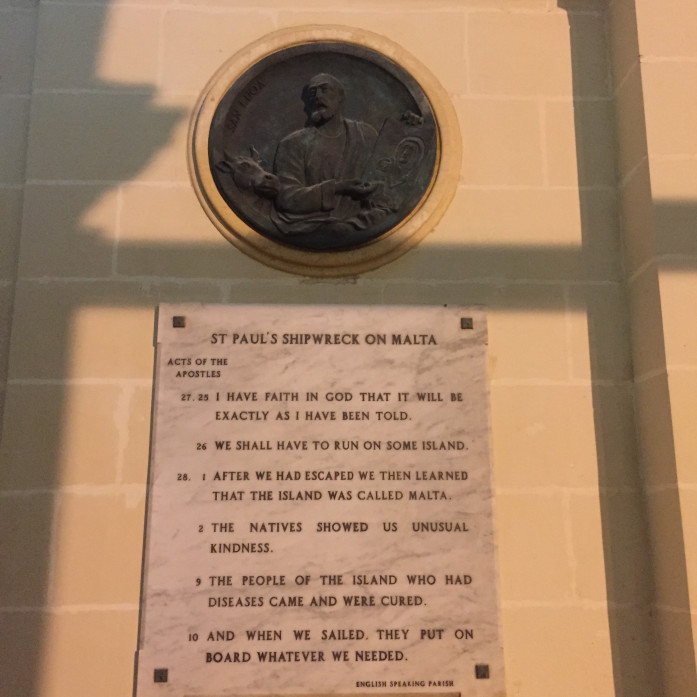 SAN LUKA
ST PAUL'S SHIPWRECK ON MALTA
ACTS OF THE
APOSTLES
27. 25 I HAVE FAITH IN GOD THAT IT WILL BE
EXACTLY AS I HAVE BEEN TOLD.
26 WE SHALL HAVE TO RUN ON SOME ISLAND.
28. 1 AFTER WE HAD ESCAPED WE THEN LEARNED
THAT THE ISLAND WAS CALLED MALTA.
2 THE NATIVES SHOWED US UNUSUAL
KINDNESS.
9 THE PEOPLE OF THE ISLAND WHO HAD
DISEASES CAME AND WERE CURED.
10 AND WHEN WE SAILED, THEY PUT ON
BOARD WHATEVER WE NEEDED.
ENGLISH SPEAKING PARISH